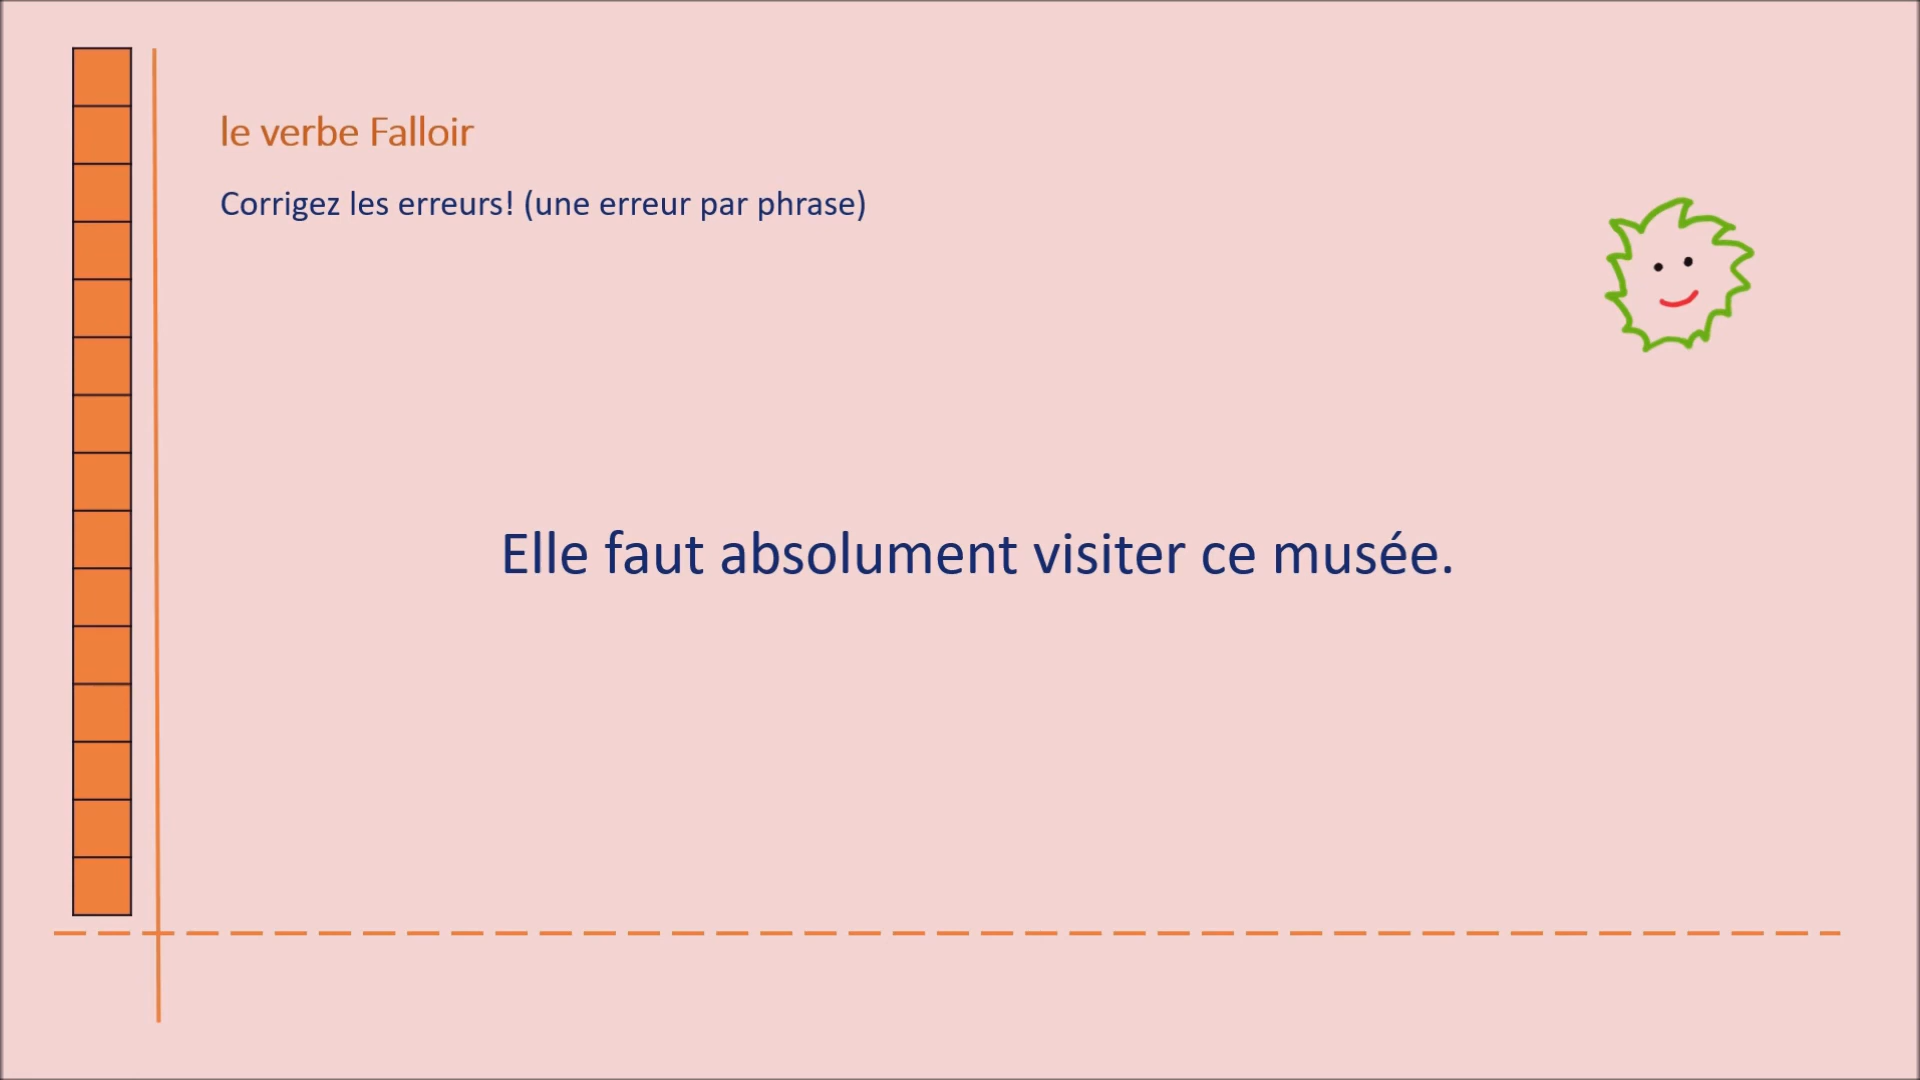 le verbe Falloir
Corrigez les erreurs! (une erreur par phrase)
Elle faut absolument visiter ce musée.